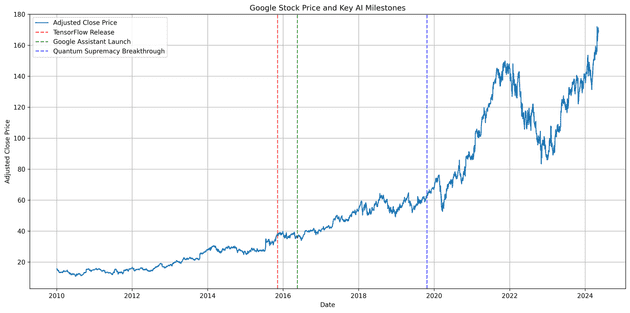 Google Stock Price and Key AI Milestones
Adjusted Close Price
TensorFlow Release
Google Assistant Launch
Quantum Supremacy Breakthrough
180
160
140
120
100
80
60
40
20
Adjusted Close Price
2010
2012
2014
2016
2018
2020
2022
2024
Date